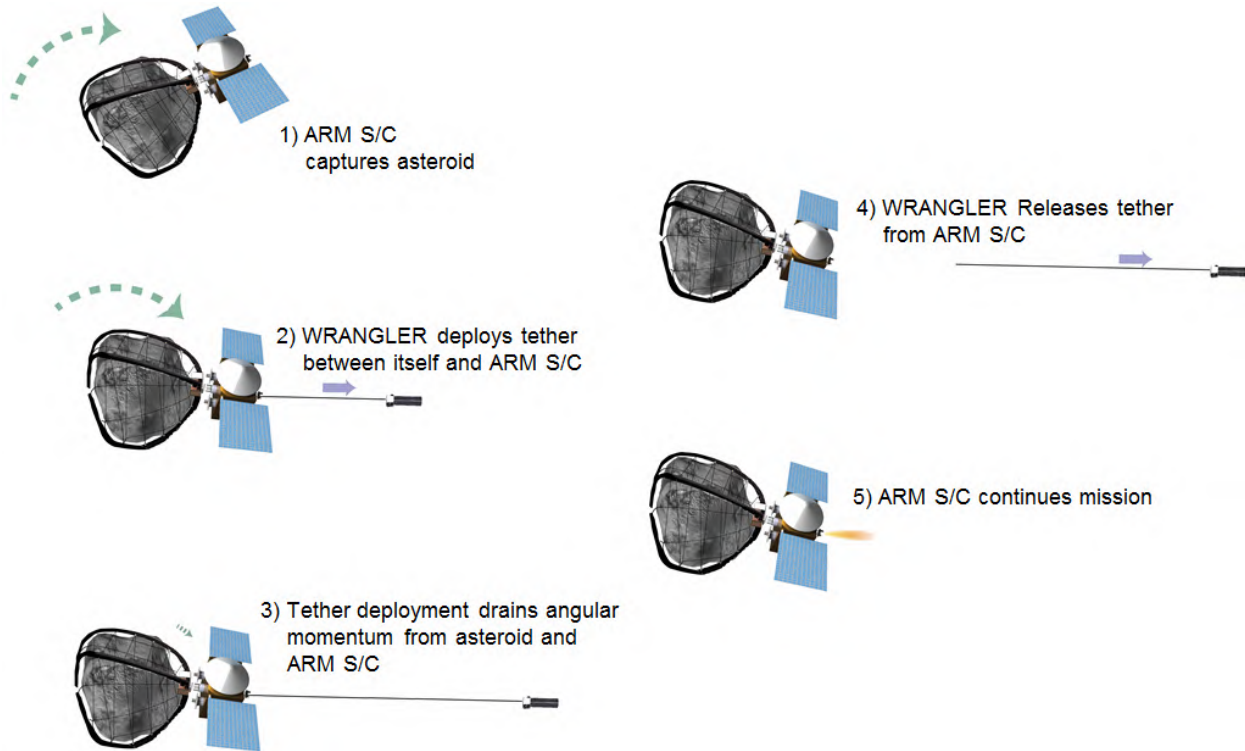 1) ARM S/C
captures asteroid
2) WRANGLER deploys tether
between itself and ARM S/C
3) Tether deployment drains angular
momentum from asteroid and
ARM S/C
4) WRANGLER Releases tether
from ARM S/C
5) ARM S/C continues mission